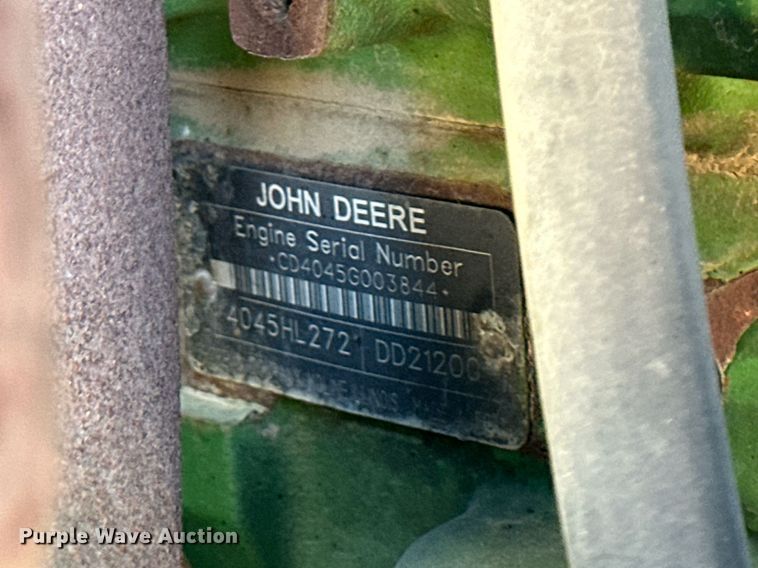 JOHN DEERE
Engine Serial Number
*CD4045G003844*
4045HL272 DD21200
Purple Wave Auction